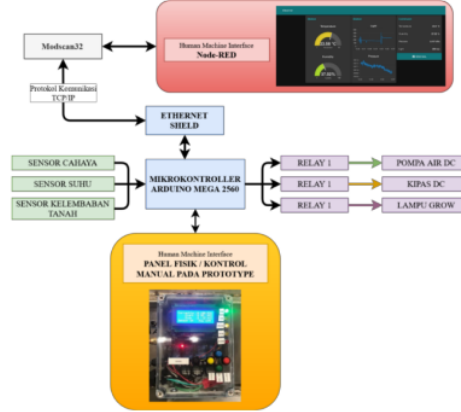 Modscan32
Human Machine Interface
Node-RED
Protokol Komunikasi
TCP/IP
ETHERNET
SHELD
SENSOR CAHAYA
SENSOR SUHU
SENSOR KELEMBABAN
TANAH
MIKROKONTROLLER
ARDUINO MEGA 2560
RELAY 1
POMPA AIR DC
RELAY 1
KIPAS DC
RELAY 1
LAMPU GROW
Human Machine Interface
PANEL FISIK / KONTROL
MANUAL PADA PROTOTYPE